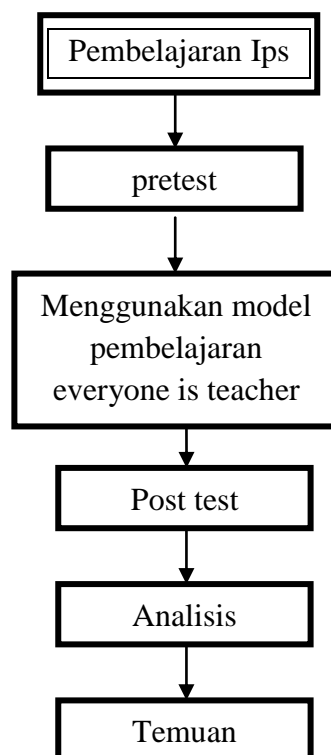 Pembelajaran Ips
pretest
Menggunakan model
pembelajaran
everyone is teacher
Post test
Analisis
Temuan